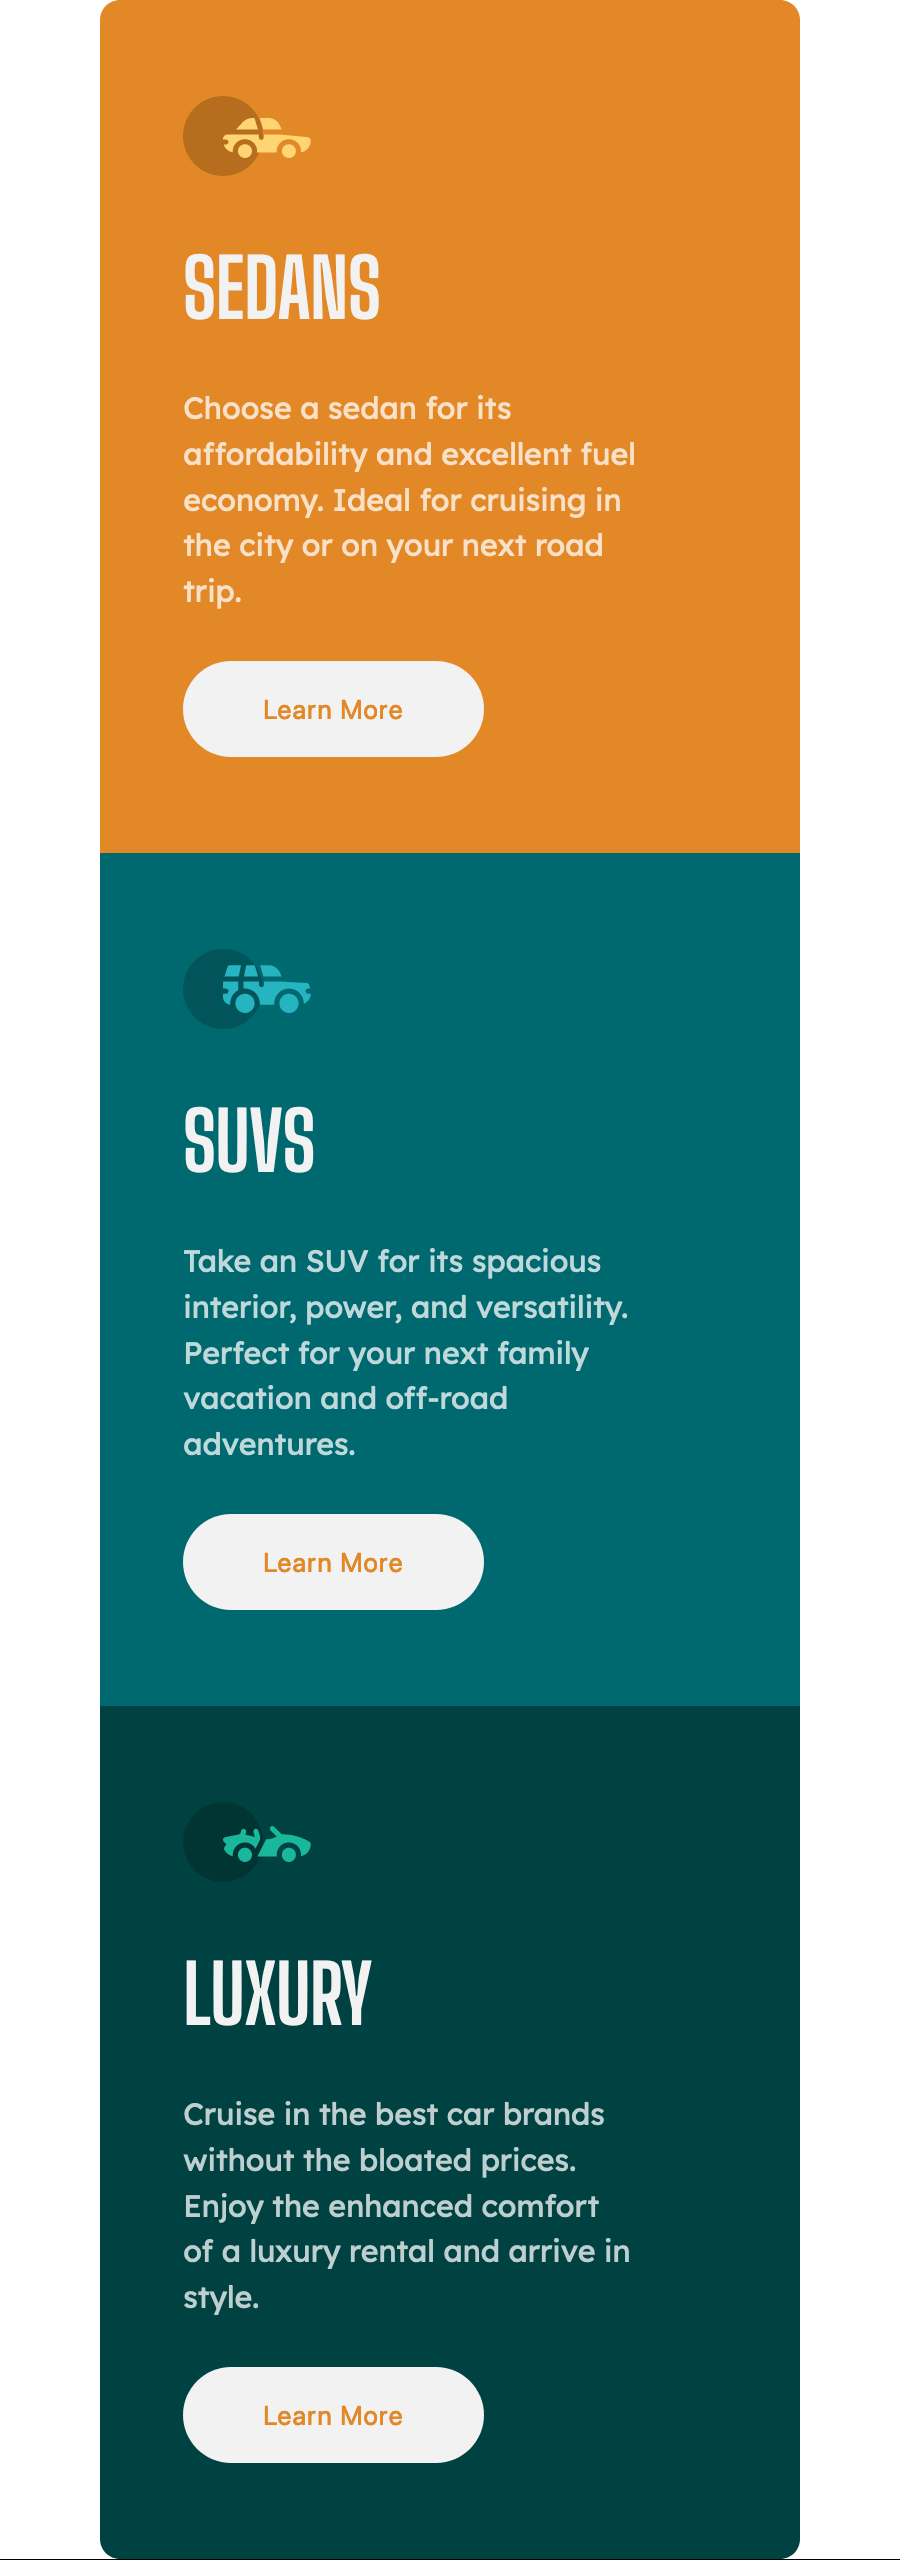 SEDANS
Choose a sedan for its
affordability and excellent fuel
economy. Ideal for cruising in
the city or on your next road
trip.
Learn More
SUVS
Take an SUV for its spacious
interior, power, and versatility.
Perfect for your next family
vacation and off-road
adventures.
Learn More
LUXURY
Cruise in the best car brands
without the bloated prices.
Enjoy the enhanced comfort
of a luxury rental and arrive in
style.
Learn More